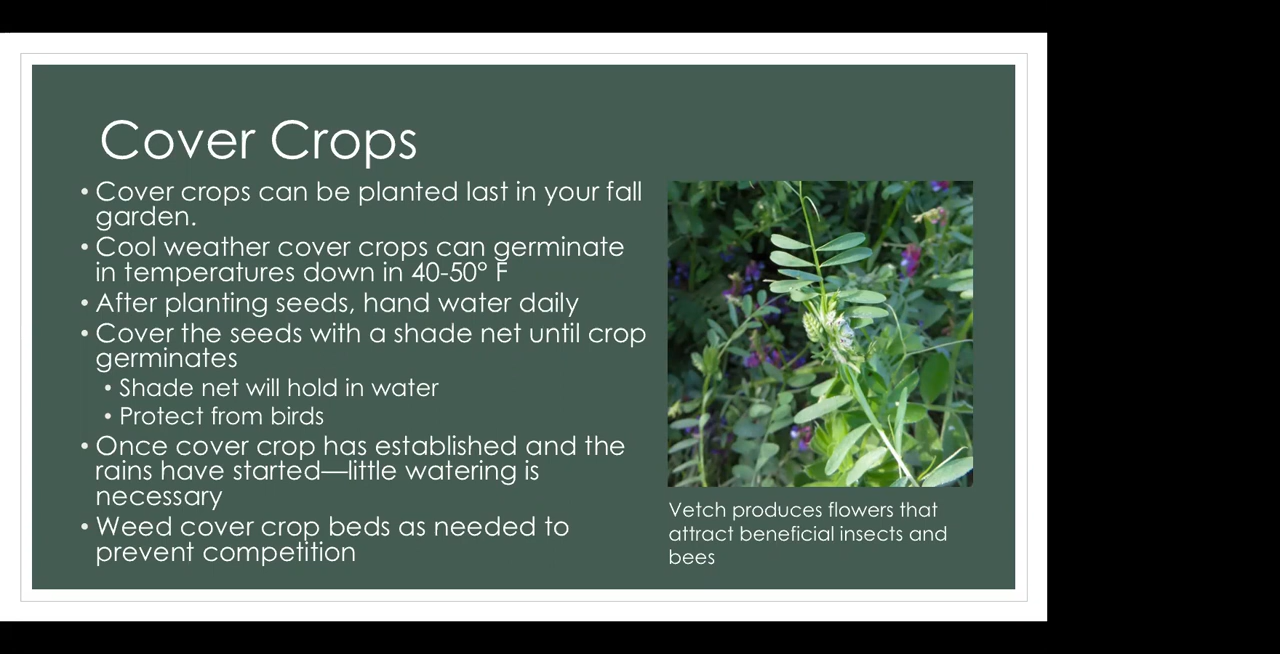 Cover Crops
• Cover crops can be planted last in your fall
garden.
• Cool weather cover crops can germinate
in temperatures down in 40-50° F
• After planting seeds, hand water daily
• Cover the seeds with a shade net until crop
germinates
• Shade net will hold in water
• Protect from birds
• Once cover crop has established and the
rains have started—little watering is
necessary
• Weed cover crop beds as needed to
prevent competition
Vetch produces flowers that
attract beneficial insects and
bees